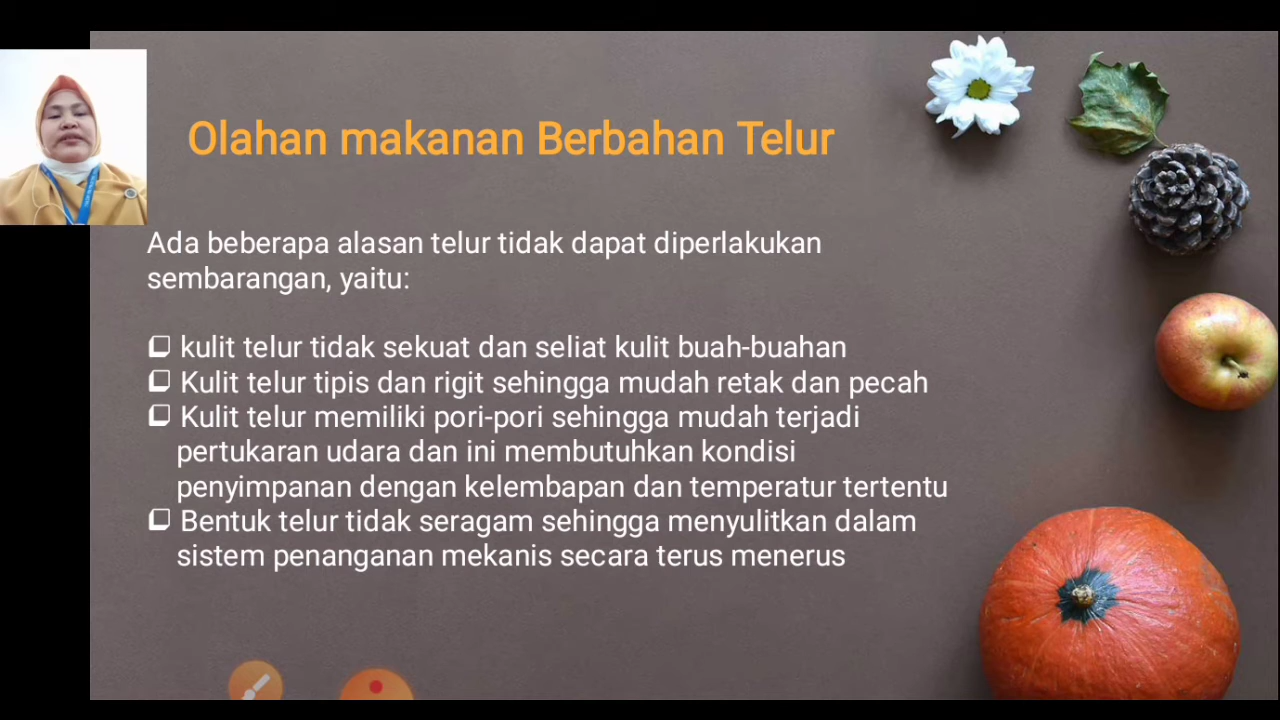 Olahan makanan Berbahan Telur
Ada beberapa alasan telur tidak dapat diperlakukan
sembarangan, yaitu:
kulit telur tidak sekuat dan seliat kulit buah-buahan
Kulit telur tipis dan rigit sehingga mudah retak dan pecah
Kulit telur memiliki pori-pori sehingga mudah terjadi
pertukaran udara dan ini membutuhkan kondisi
penyimpanan dengan kelembapan dan temperatur tertentu
Bentuk telur tidak seragam sehingga menyulitkan dalam
sistem penanganan mekanis secara terus menerus